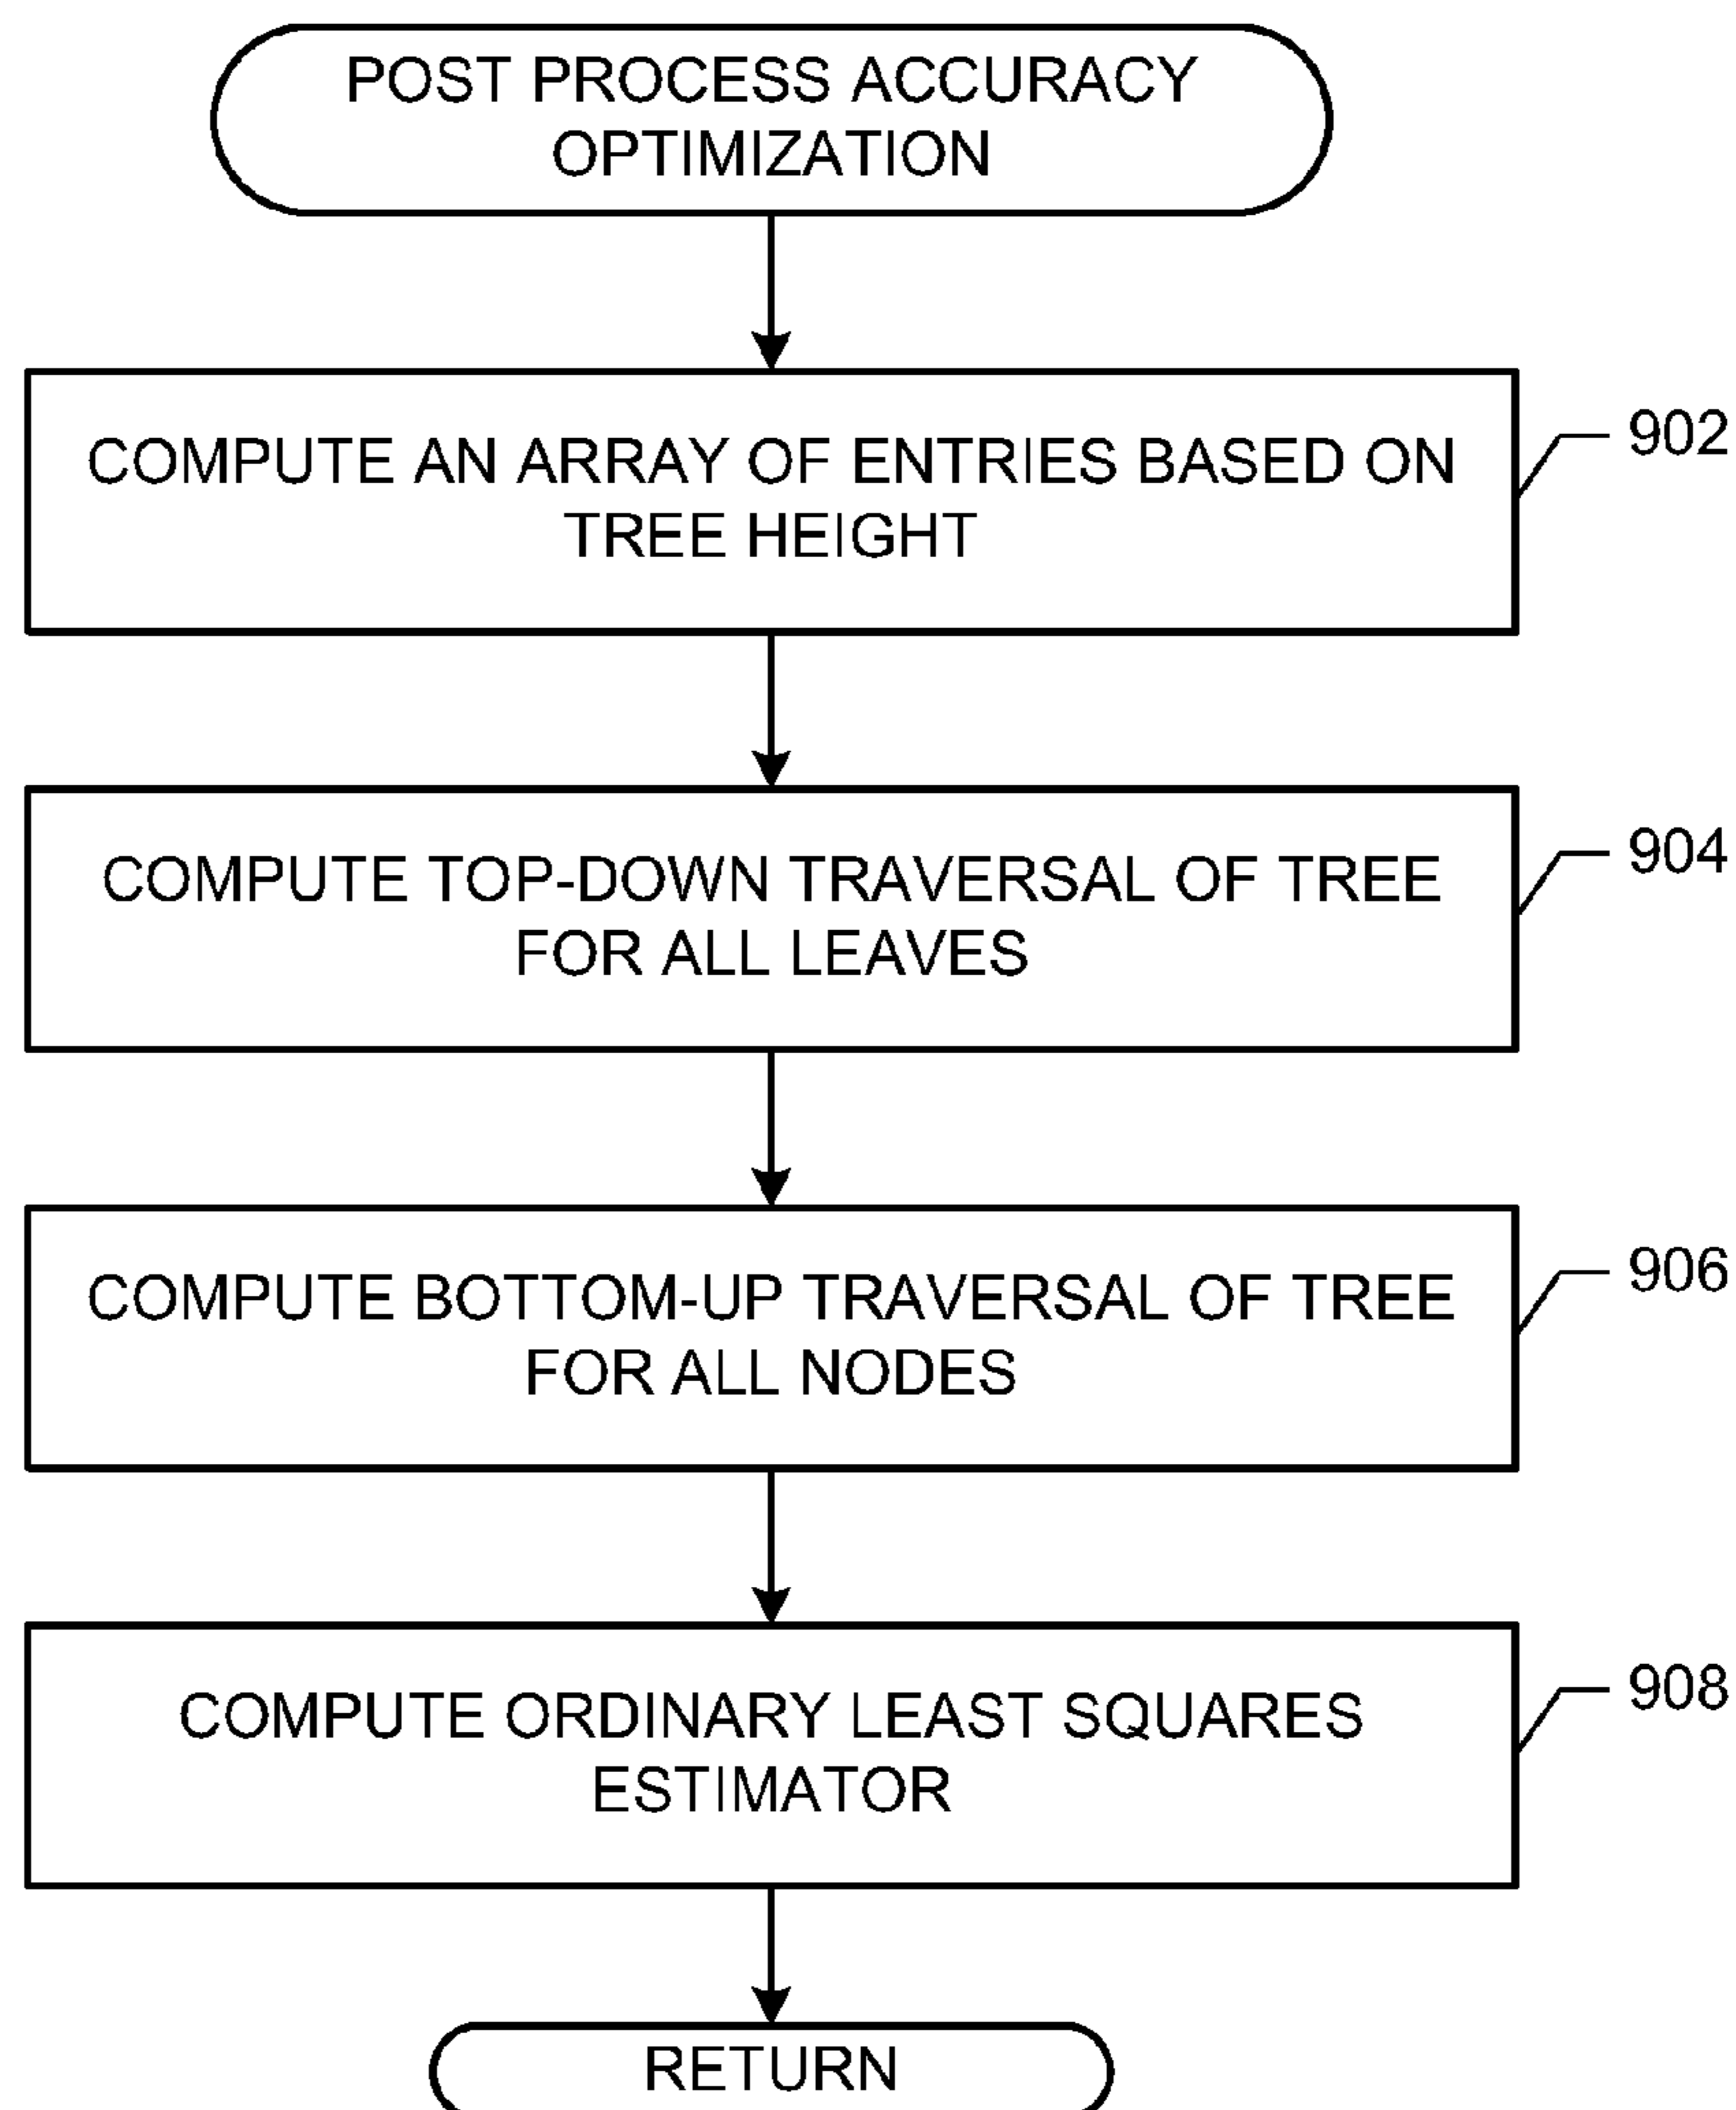 POST PROCESS ACCURACY
OPTIMIZATION
COMPUTE AN ARRAY OF ENTRIES BASED ON
TREE HEIGHT
902
COMPUTE TOP-DOWN TRAVERSAL OF TREE
FOR ALL LEAVES
904
COMPUTE BOTTOM-UP TRAVERSAL OF TREE
FOR ALL NODES
906
COMPUTE ORDINARY LEAST SQUARES
ESTIMATOR
908
RETURN